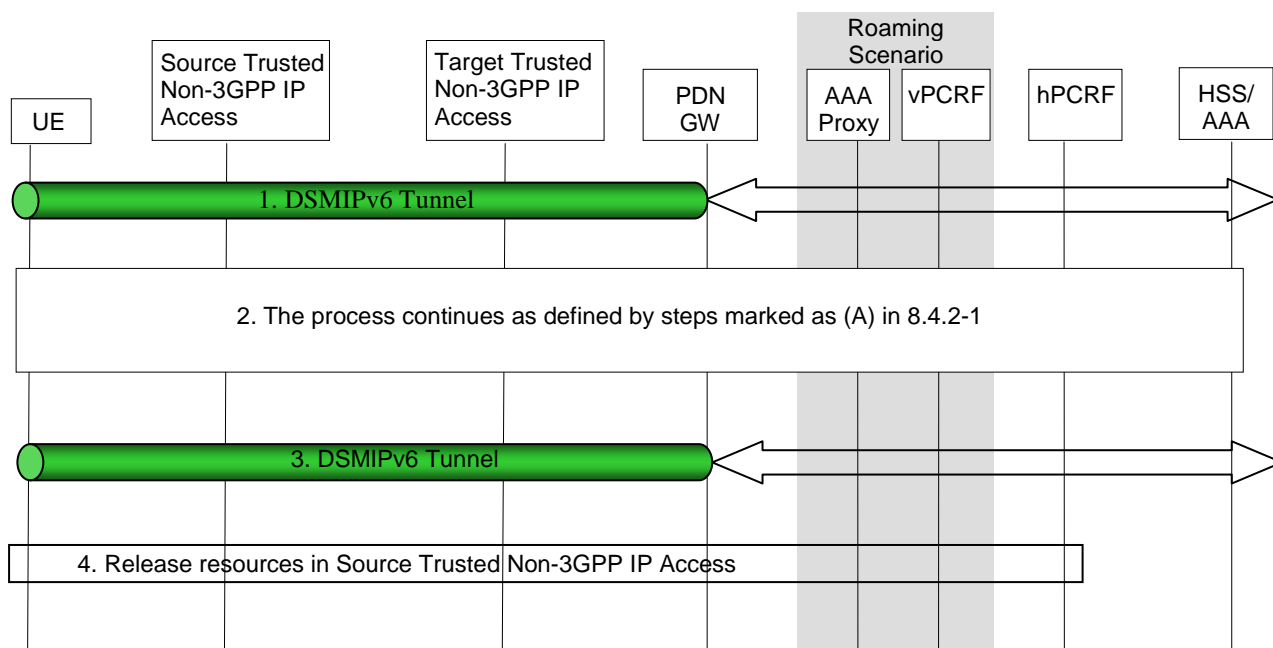 Roaming
Scenario
UE
Source Trusted
Non-3GPP IP
Access
Target Trusted
Non-3GPP IP
Access
PDN
GW
AAA
Proxy
vPCRF
hPCRF
HSS/
AAA
1. DSMIPv6 Tunnel
2. The process continues as defined by steps marked as (A) in 8.4.2-1
3. DSMIPv6 Tunnel
4. Release resources in Source Trusted Non-3GPP IP Access